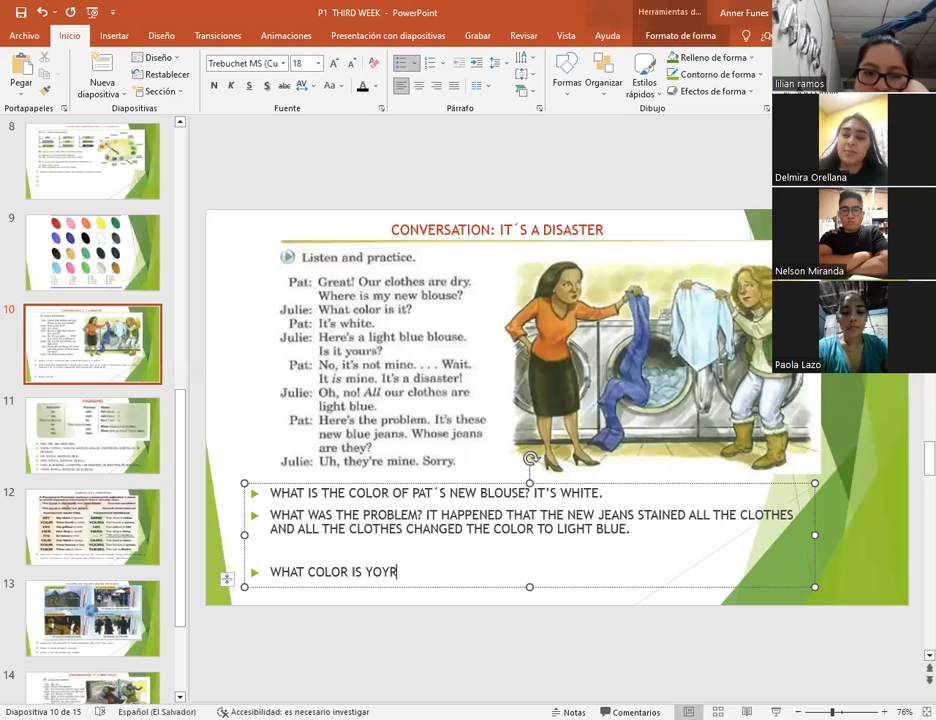 P1 THIRD WEEK - PowerPoint
Herramientas d...
Anner Funes
Archivo Inicio Insertar Diseño Transiciones Animaciones Presentación con diapositivas Grabar Revisar Vista Ayuda Formato de forma
Pegar
Nueva diapositiva
Diseño
Restablecer
Sección
Trebuchet MS (Cu 18
N K S S abc AV Aa A
Formas Organizar Estilos rápidos
Relleno de forma
Contorno de forma
Efectos de forma
Portapapeles Diapositivas Fuente Párrafo Dibujo
lilian ramos
Delmira Orellana
Nelson Miranda
Paola Lazo
8
9
10
11
12
13
14
CONVERSATION: IT´S A DISASTER
Listen and practice.
Pat: Great! Our clothes are dry.
Where is my new blouse?
Julie: What color is it?
Pat: It's white.
Julie: Here's a light blue blouse.
Is it yours?
Pat: No, it's not mine. . . . Wait.
It is mine. It's a disaster!
Julie: Oh, no! All our clothes are
light blue.
Pat: Here's the problem. It's these
new blue jeans. Whose jeans
are they?
Julie: Uh, they're mine. Sorry.
WHAT IS THE COLOR OF PAT´S NEW BLOUSE? IT’S WHITE.
WHAT WAS THE PROBLEM? IT HAPPENED THAT THE NEW JEANS STAINED ALL THE CLOTHES
AND ALL THE CLOTHES CHANGED THE COLOR TO LIGHT BLUE.
WHAT COLOR IS YOYR
Diapositiva 10 de 15 Español (El Salvador) Accesibilidad: es necesario investigar Notas Comentarios 76%